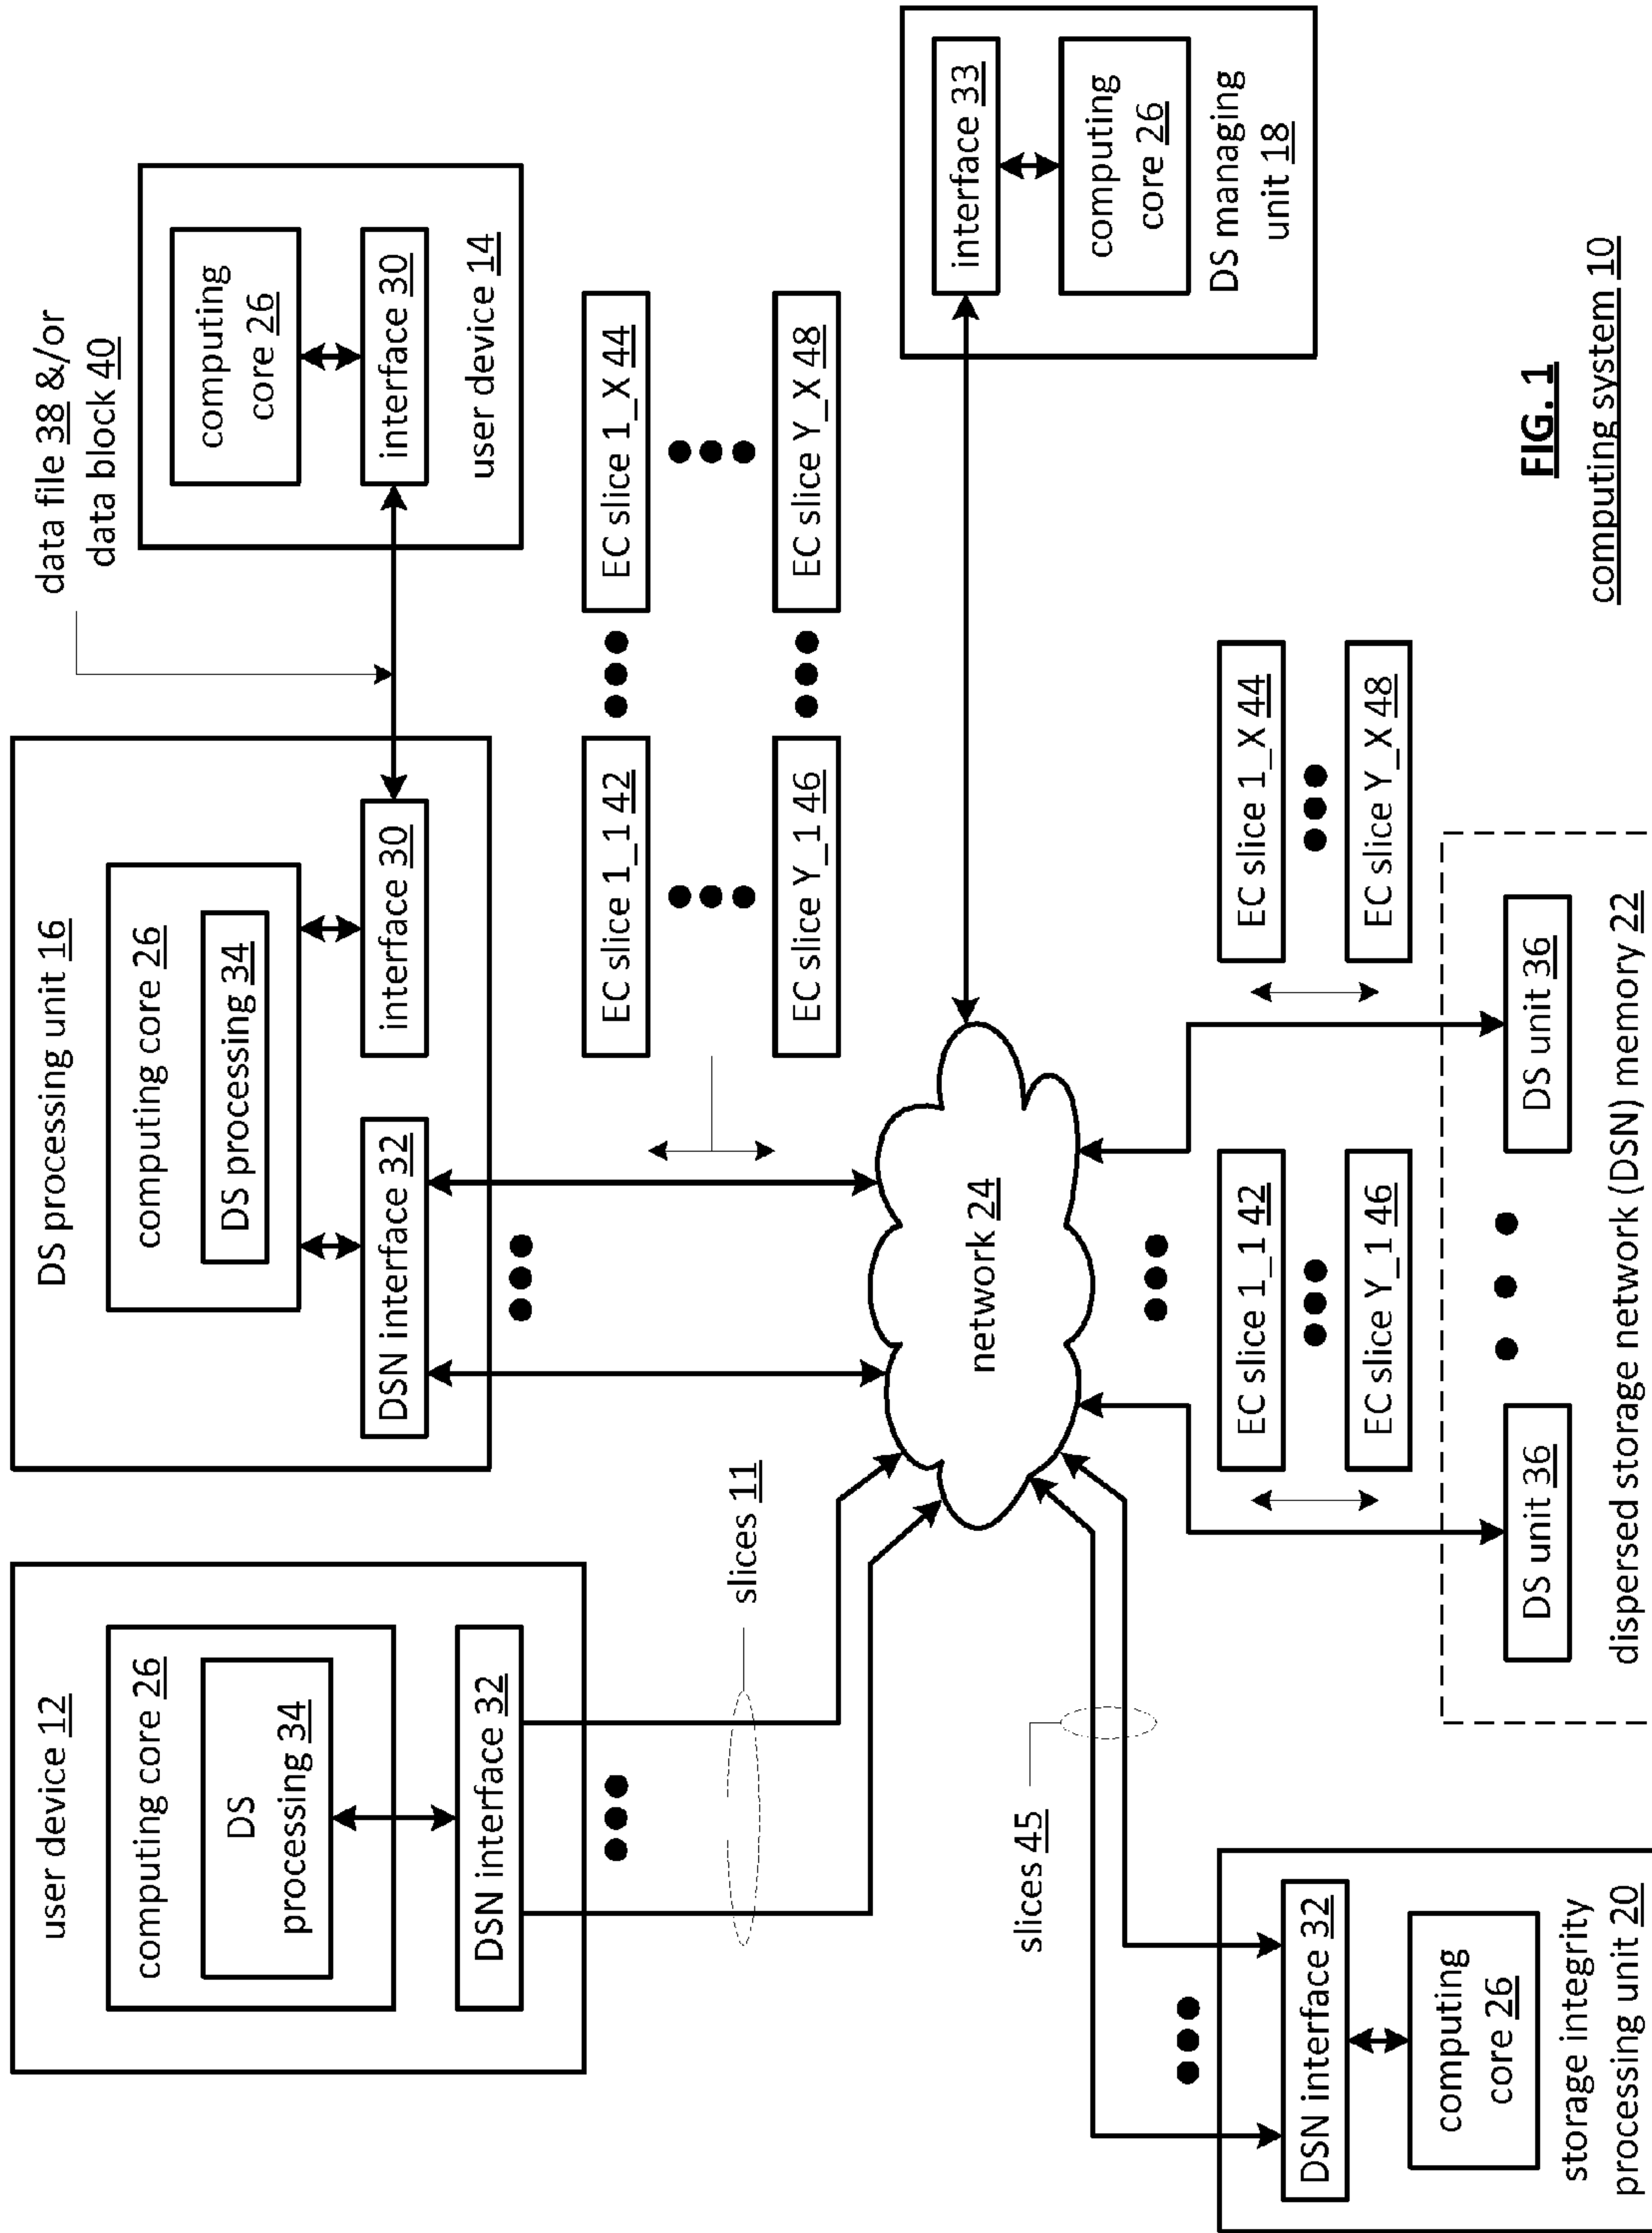 user device 12
computing core 26
DS
processing 34
DSN interface 32
DS processing unit 16
computing core 26
DS processing 34
DSN interface 32
interface 30
data file 38 &/or
data block 40
computing
core 26
interface 30
user device 14
slices 11
EC slice 1_1 42
EC slice 1_X 44
EC slice Y_1 46
EC slice Y_X 48
network 24
interface 33
computing
core 26
DS managing
unit 18
slices 45
DSN interface 32
computing
core 26
storage integrity
processing unit 20
EC slice 1_1 42
EC slice Y_1 46
EC slice 1_X 44
EC slice Y_X 48
DS unit 36
DS unit 36
dispersed storage network (DSN) memory 22
FIG. 1
computing system 10